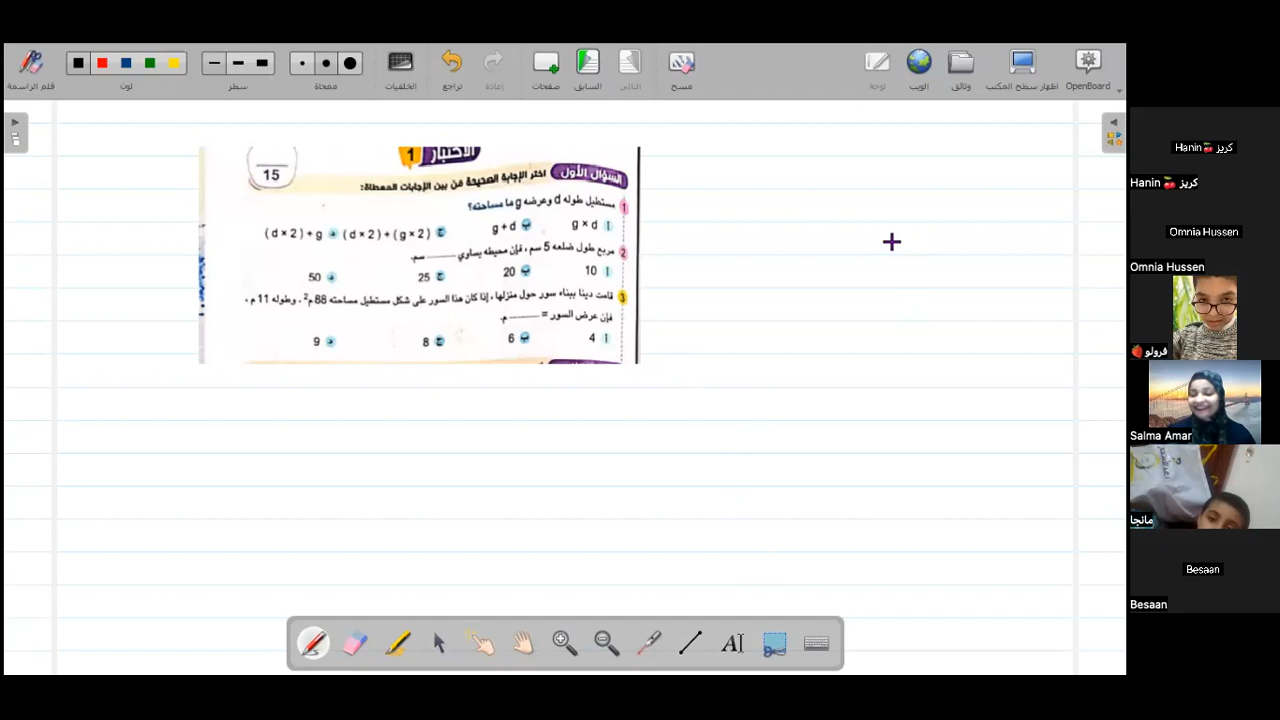 قلم الراسمة
لون
سطر
ممحاة
الخلفيات
تراجع
إعادة
صفحات
السابق
التالي
مسح
لوحة
الويب
وثائق
اظهار سطح المكتب
OpenBoard
الاختبار 1
15
السؤال الأول اختر الإجابة الصحيحة من بين الإجابات المعطاة:
1 مستطيل طوله d وعرضه g ما مساحته؟
أ g × d ب g + d ج (d × 2) + (g × 2) د (d × 2) + g
2 مربع طول ضلعه 5 سم ، فإن محيطه يساوي ........ سم.
أ 10 ب 20 ج 25 د 50
3 قامت دينا ببناء سور حول منزلها ، إذا كان هذا السور على شكل مستطيل مساحته 88 م² ، وطوله 11 م ،
فإن عرض السور = ........ م.
أ 4 ب 6 ج 8 د 9
Hanin🍒 كريز
Hanin🍒 كريز
Omnia Hussen
Omnia Hussen
فرولو 🍓
Salma Amar
مانجا
Besaan
Besaan